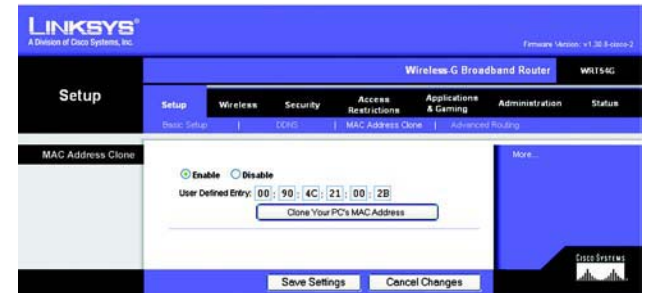 LINKSYS®
A Division of Cisco Systems, Inc.
Firmware Version: v1.30.8-cisco-2
Wireless-G Broadband Router WRT54G
Setup
Setup Wireless Security Access Restrictions Applications & Gaming Administration Status
Basic Setup | DDNS | MAC Address Clone | Advanced Routing
MAC Address Clone
More...
Enable Disable
User Defined Entry: 00 : 90 : 4C : 21 : 00 : 2B
Clone Your PC's MAC Address
CISCO SYSTEMS
Save Settings Cancel Changes